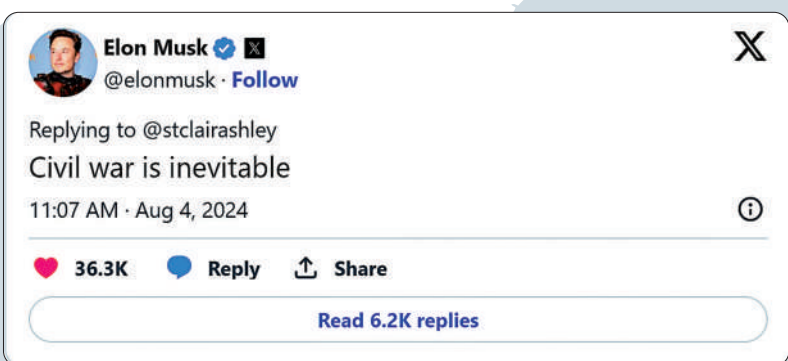 Elon Musk
@elonmusk · Follow
Replying to @stclairashley
Civil war is inevitable
11:07 AM · Aug 4, 2024
36.3K Reply Share
Read 6.2K replies